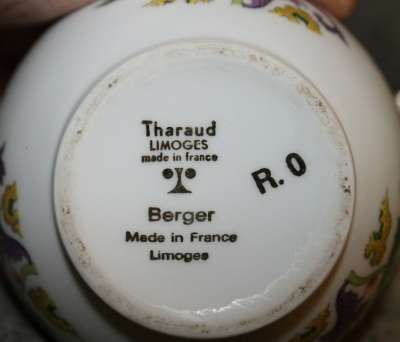 Tharaud
LIMOGES
made in france
R. O
Berger
Made in France
Limoges